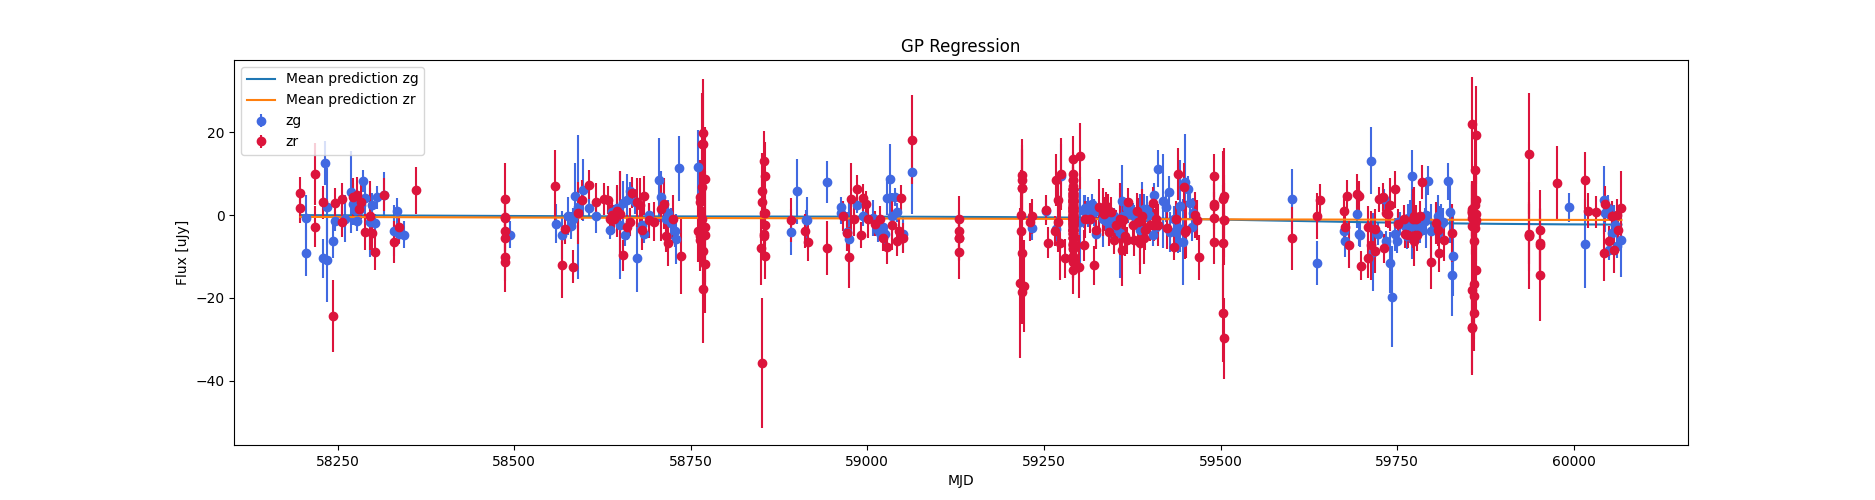 GP Regression
Mean prediction zg
Mean prediction zr
zg
zr
Flux [uJy]
20
0
−20
−40
58250 58500 58750 59000 59250 59500 59750 60000
MJD